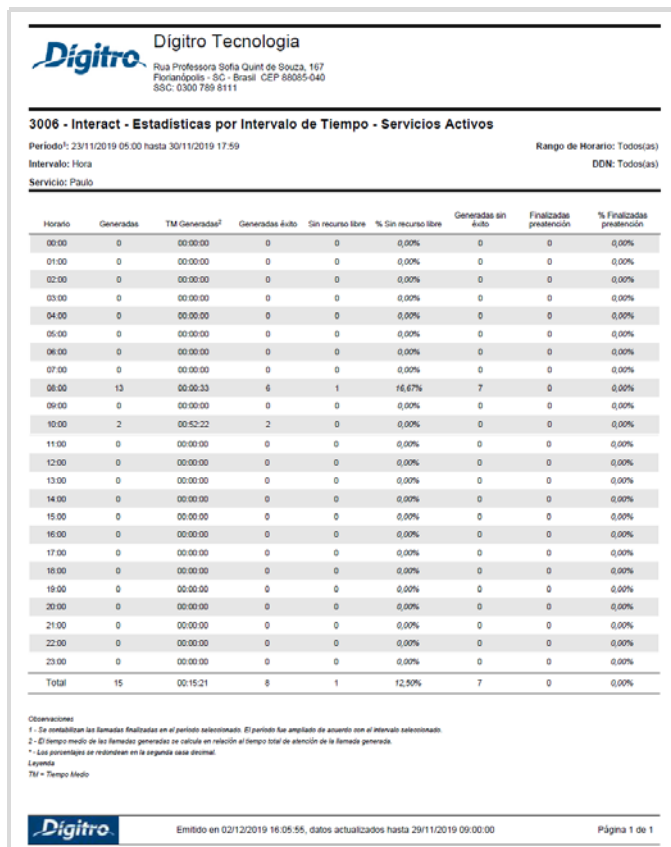 Dígitro
Dígitro Tecnologia
Rua Professora Sofia Quint de Souza, 167
Florianópolis - SC - Brasil CEP 88085-040
SSC: 0300 789 8111
3006 - Interact - Estadísticas por Intervalo de Tiempo - Servicios Activos
Período¹: 23/11/2019 05:00 hasta 30/11/2019 17:59 Rango de Horario: Todos(as)
Intervalo: Hora DDN: Todos(as)
Servicio: Paulo
Horario Generadas TM Generadas² Generadas éxito Sin recurso libre % Sin recurso libre Generadas sin éxito Finalizadas preatención % Finalizadas preatención
00:00 0 00:00:00 0 0 0,00% 0 0 0,00%
01:00 0 00:00:00 0 0 0,00% 0 0 0,00%
02:00 0 00:00:00 0 0 0,00% 0 0 0,00%
03:00 0 00:00:00 0 0 0,00% 0 0 0,00%
04:00 0 00:00:00 0 0 0,00% 0 0 0,00%
05:00 0 00:00:00 0 0 0,00% 0 0 0,00%
06:00 0 00:00:00 0 0 0,00% 0 0 0,00%
07:00 0 00:00:00 0 0 0,00% 0 0 0,00%
08:00 13 00:00:33 6 1 16,67% 7 0 0,00%
09:00 0 00:00:00 0 0 0,00% 0 0 0,00%
10:00 2 00:52:22 2 0 0,00% 0 0 0,00%
11:00 0 00:00:00 0 0 0,00% 0 0 0,00%
12:00 0 00:00:00 0 0 0,00% 0 0 0,00%
13:00 0 00:00:00 0 0 0,00% 0 0 0,00%
14:00 0 00:00:00 0 0 0,00% 0 0 0,00%
15:00 0 00:00:00 0 0 0,00% 0 0 0,00%
16:00 0 00:00:00 0 0 0,00% 0 0 0,00%
17:00 0 00:00:00 0 0 0,00% 0 0 0,00%
18:00 0 00:00:00 0 0 0,00% 0 0 0,00%
19:00 0 00:00:00 0 0 0,00% 0 0 0,00%
20:00 0 00:00:00 0 0 0,00% 0 0 0,00%
21:00 0 00:00:00 0 0 0,00% 0 0 0,00%
22:00 0 00:00:00 0 0 0,00% 0 0 0,00%
23:00 0 00:00:00 0 0 0,00% 0 0 0,00%
Total 15 00:15:21 8 1 12,50% 7 0 0,00%
Observaciones
1 - Se contabilizan las llamadas finalizadas en el período seleccionado. El período fue ampliado de acuerdo con el intervalo seleccionado.
2 - El tiempo medio de las llamadas generadas se calcula en relación al tiempo total de atención de la llamada generada.
* - Los porcentajes se redondean en la segunda casa decimal.
Leyenda
TM = Tiempo Medio
Dígitro
Emitido en 02/12/2019 16:05:55, datos actualizados hasta 29/11/2019 09:00:00 Página 1 de 1